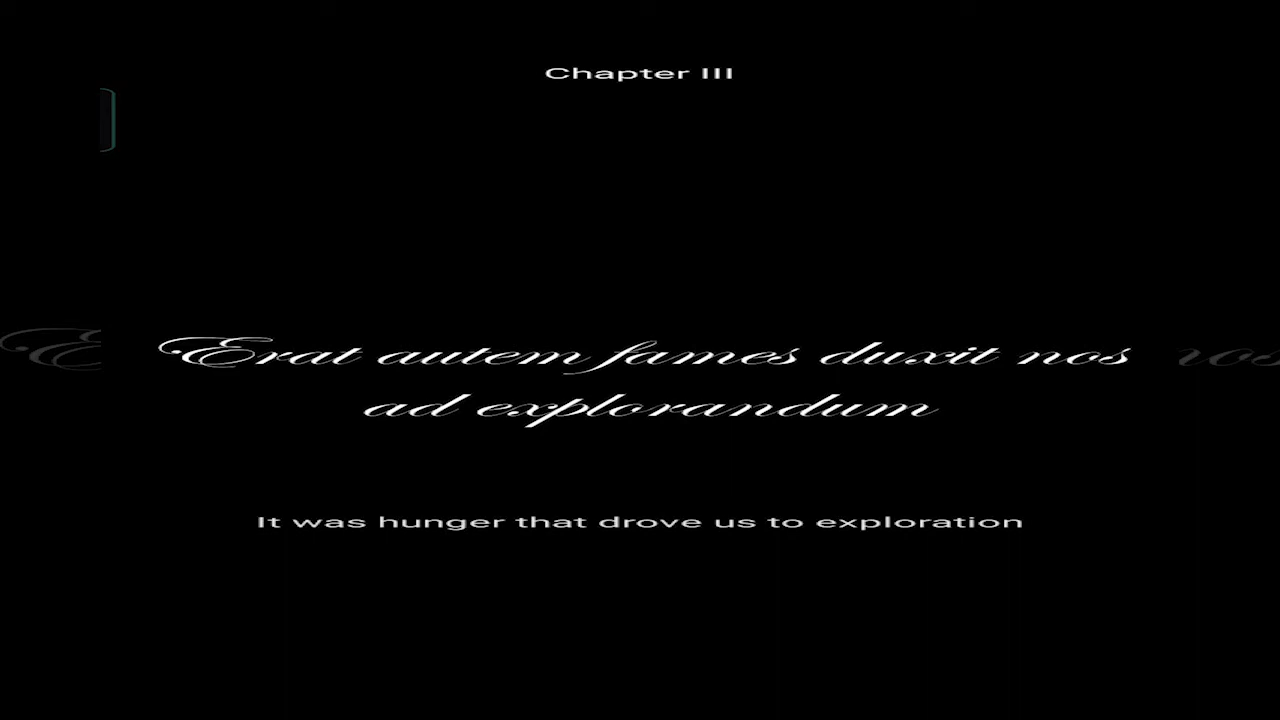 Chapter III
Erat autem fames duxit nos
ad explorandum
It was hunger that drove us to exploration